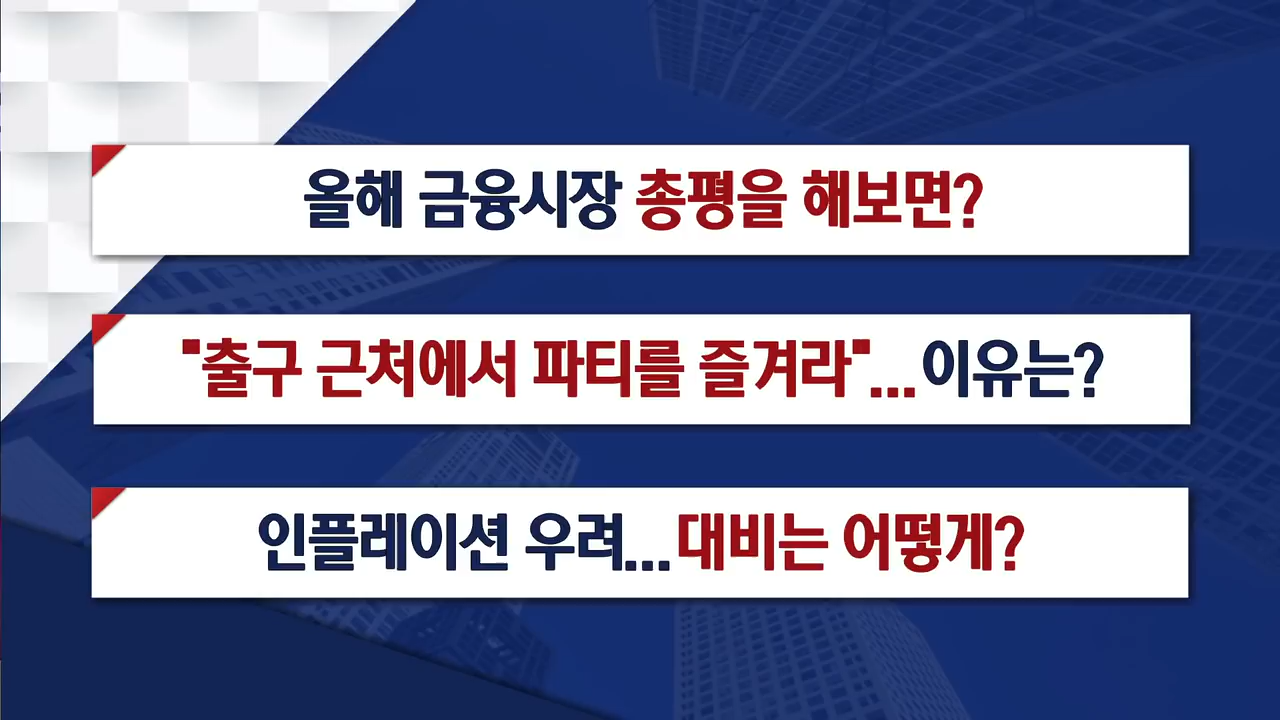 올해 금융시장 총평을 해보면?
"출구 근처에서 파티를 즐겨라"...이유는?
인플레이션 우려...대비는 어떻게?